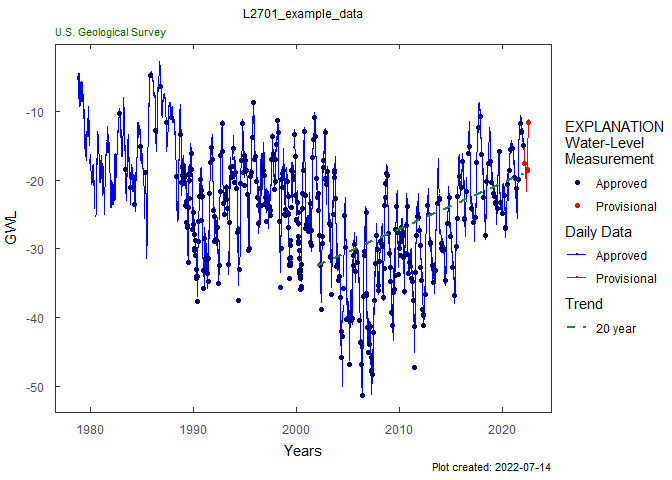 L2701_example_data
U.S. Geological Survey
-10
-20
-30
-40
-50
GWL
1980
1990
2000
2010
2020
Years
EXPLANATION
Water-Level
Measurement
Approved
Provisional
Daily Data
Approved
Provisional
Trend
20 year
Plot created: 2022-07-14